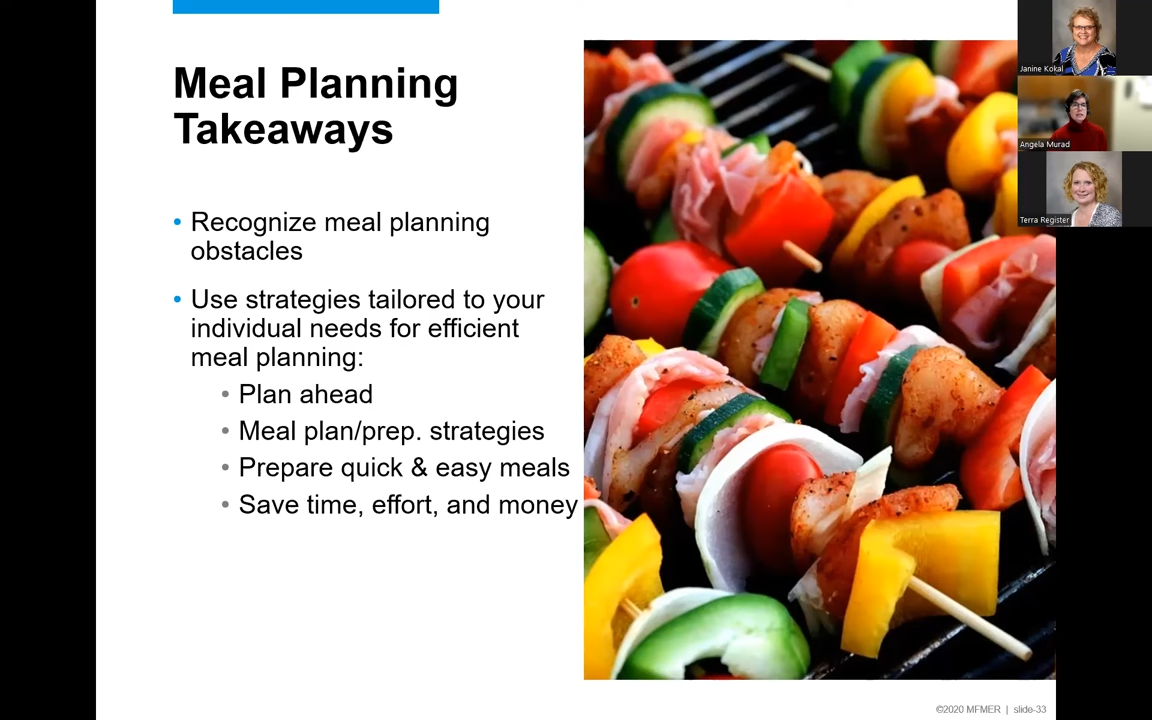 Meal Planning
Takeaways
• Recognize meal planning
obstacles
• Use strategies tailored to your
individual needs for efficient
meal planning:
• Plan ahead
• Meal plan/prep. strategies
• Prepare quick & easy meals
• Save time, effort, and money
Janine Kokal
Angela Murad
Terra Register
©2020 MFMER | slide-33